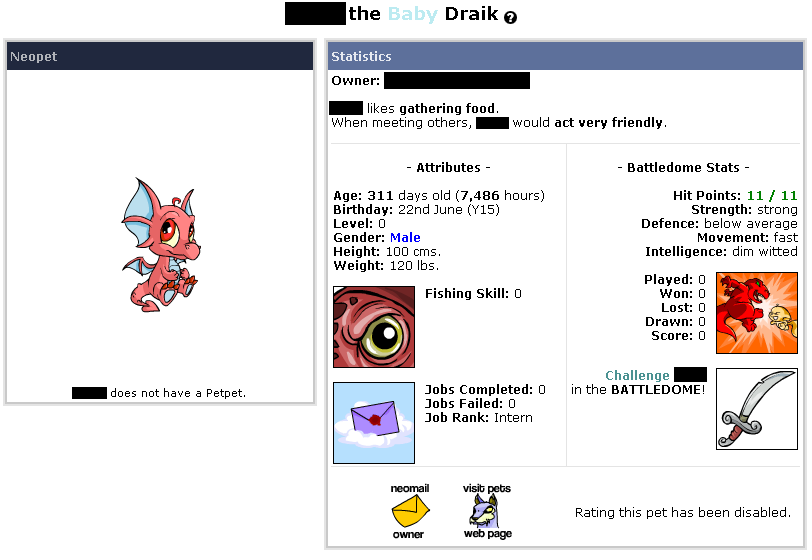 the Baby Draik ?
Neopet
does not have a Petpet.
Statistics
Owner:
likes gathering food.
When meeting others, would act very friendly.
- Attributes -
Age: 311 days old (7,486 hours)
Birthday: 22nd June (Y15)
Level: 0
Gender: Male
Height: 100 cms.
Weight: 120 lbs.
Fishing Skill: 0
Jobs Completed: 0
Jobs Failed: 0
Job Rank: Intern
- Battledome Stats -
Hit Points: 11 / 11
Strength: strong
Defence: below average
Movement: fast
Intelligence: dim witted
Played: 0
Won: 0
Lost: 0
Drawn: 0
Score: 0
Challenge
in the BATTLEDOME!
neomail
owner
visit pets
web page
Rating this pet has been disabled.